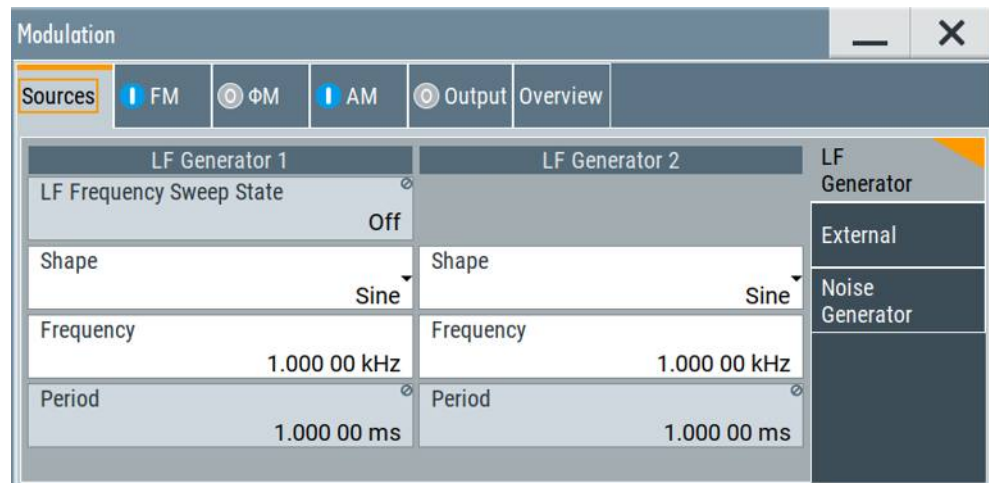 Modulation
Sources FM ΦM AM Output Overview
LF Generator 1 LF Generator 2 LF Generator
LF Frequency Sweep State
Off
External
Shape Shape
Sine Sine
Noise Generator
Frequency Frequency
1.000 00 kHz 1.000 00 kHz
Period Period
1.000 00 ms 1.000 00 ms